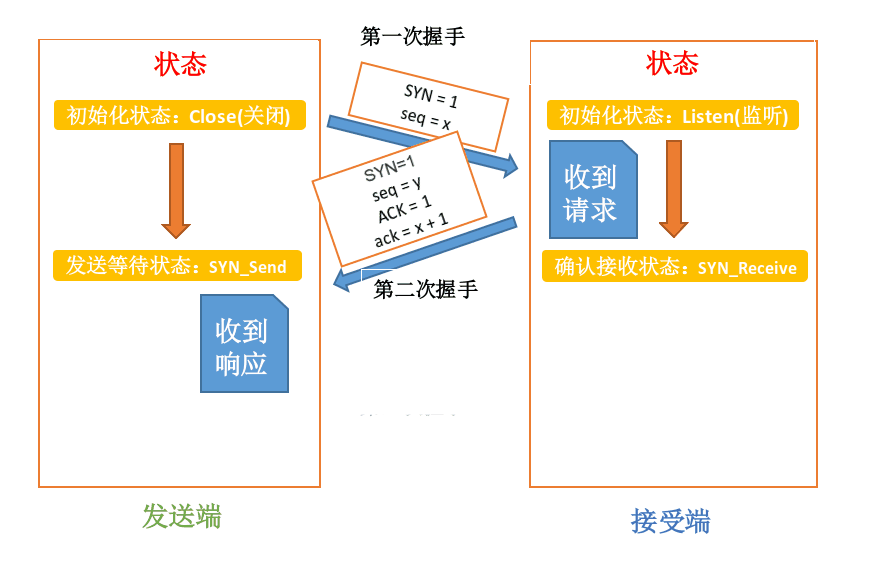 第一次握手
状态
初始化状态：Close(关闭)
SYN = 1
seq = x
状态
初始化状态：Listen(监听)
收到
请求
SYN=1
seq = y
ACK = 1
ack = x + 1
发送等待状态：SYN_Send
确认接收状态：SYN_Receive
第二次握手
收到
响应
发送端
接受端